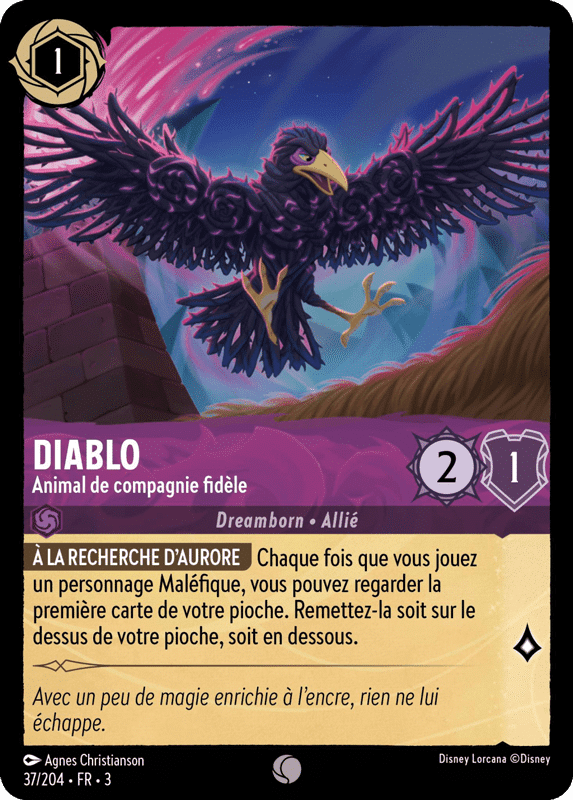 1
DIABLO
Animal de compagnie fidèle
2
1
Dreamborn • Allié
À LA RECHERCHE D'AURORE Chaque fois que vous jouez
un personnage Maléfique, vous pouvez regarder la
première carte de votre pioche. Remettez-la soit sur le
dessus de votre pioche, soit en dessous.
Avec un peu de magie enrichie à l'encre, rien ne lui
échappe.
Agnes Christianson
Disney Lorcana ©Disney
37/204 • FR • 3